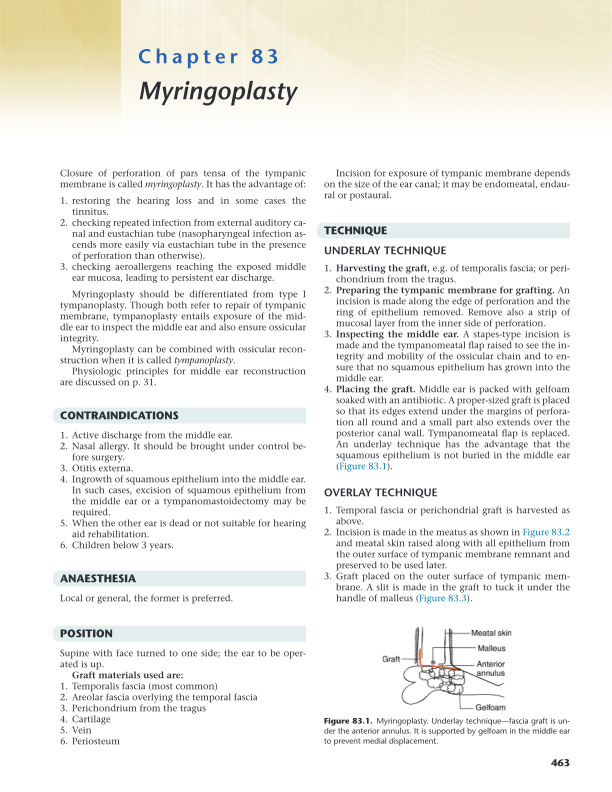 Chapter 83
Myringoplasty
Closure of perforation of pars tensa of the tympanic
membrane is called myringoplasty. It has the advantage of:
1. restoring the hearing loss and in some cases the
tinnitus.
2. checking repeated infection from external auditory ca-
nal and eustachian tube (nasopharyngeal infection as-
cends more easily via eustachian tube in the presence
of perforation than otherwise).
3. checking aeroallergens reaching the exposed middle
ear mucosa, leading to persistent ear discharge.
Myringoplasty should be differentiated from type I
tympanoplasty. Though both refer to repair of tympanic
membrane, tympanoplasty entails exposure of the mid-
dle ear to inspect the middle ear and also ensure ossicular
integrity.
Myringoplasty can be combined with ossicular recon-
struction when it is called tympanoplasty.
Physiologic principles for middle ear reconstruction
are discussed on p. 31.
CONTRAINDICATIONS
1. Active discharge from the middle ear.
2. Nasal allergy. It should be brought under control be-
fore surgery.
3. Otitis externa.
4. Ingrowth of squamous epithelium into the middle ear.
In such cases, excision of squamous epithelium from
the middle ear or a tympanomastoidectomy may be
required.
5. When the other ear is dead or not suitable for hearing
aid rehabilitation.
6. Children below 3 years.
ANAESTHESIA
Local or general, the former is preferred.
POSITION
Supine with face turned to one side; the ear to be oper-
ated is up.
Graft materials used are:
1. Temporalis fascia (most common)
2. Areolar fascia overlying the temporal fascia
3. Perichondrium from the tragus
4. Cartilage
5. Vein
6. Periosteum
Incision for exposure of tympanic membrane depends
on the size of the ear canal; it may be endomeatal, endau-
ral or postaural.
TECHNIQUE
UNDERLAY TECHNIQUE
1. Harvesting the graft, e.g. of temporalis fascia; or peri-
chondrium from the tragus.
2. Preparing the tympanic membrane for grafting. An
incision is made along the edge of perforation and the
ring of epithelium removed. Remove also a strip of
mucosal layer from the inner side of perforation.
3. Inspecting the middle ear. A stapes-type incision is
made and the tympanomeatal flap raised to see the in-
tegrity and mobility of the ossicular chain and to en-
sure that no squamous epithelium has grown into the
middle ear.
4. Placing the graft. Middle ear is packed with gelfoam
soaked with an antibiotic. A proper-sized graft is placed
so that its edges extend under the margins of perfora-
tion all round and a small part also extends over the
posterior canal wall. Tympanomeatal flap is replaced.
An underlay technique has the advantage that the
squamous epithelium is not buried in the middle ear
(Figure 83.1).
OVERLAY TECHNIQUE
1. Temporal fascia or perichondrial graft is harvested as
above.
2. Incision is made in the meatus as shown in Figure 83.2
and meatal skin raised along with all epithelium from
the outer surface of tympanic membrane remnant and
preserved to be used later.
3. Graft placed on the outer surface of tympanic mem-
brane. A slit is made in the graft to tuck it under the
handle of malleus (Figure 83.3).
Meatal skin
Malleus
Graft
Anterior
annulus
Gelfoam
Figure 83.1. Myringoplasty. Underlay technique—fascia graft is un-
der the anterior annulus. It is supported by gelfoam in the middle ear
to prevent medial displacement.
463